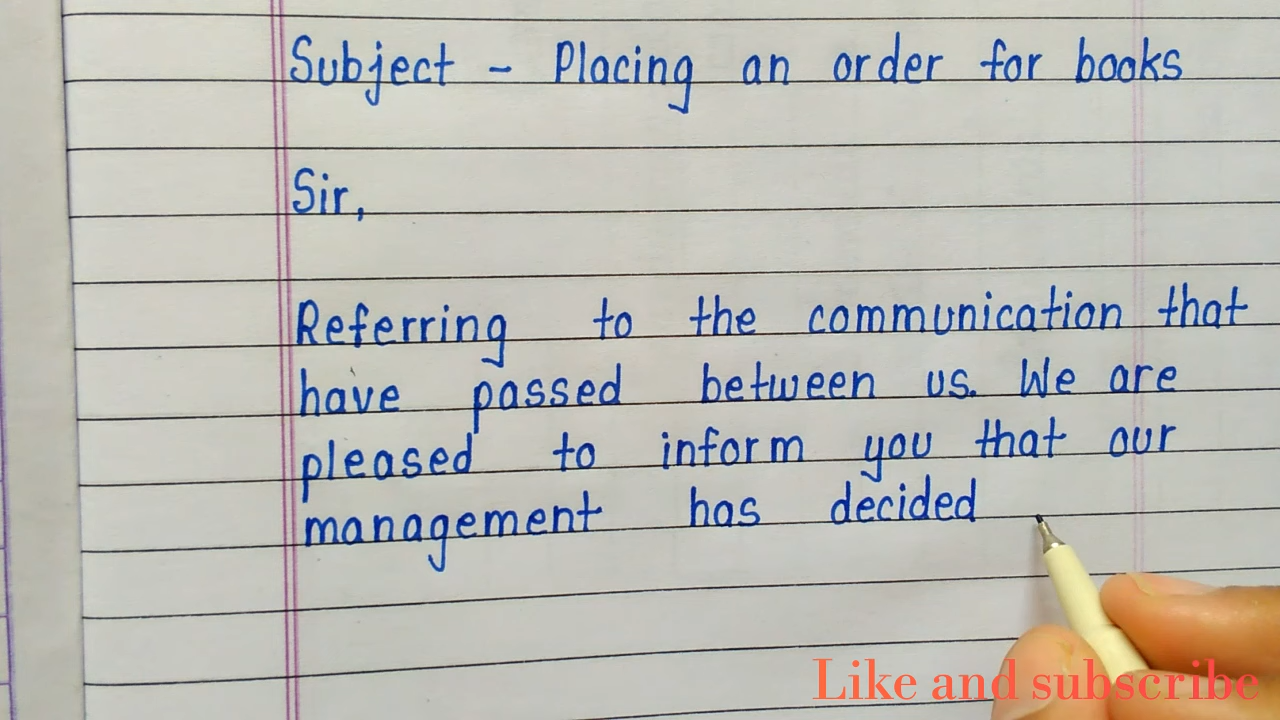 Subject - Placing an order for books
Sir,
Referring to the communication that
have passed between us. We are
pleased to inform you that our
management has decided
Like and subscribe